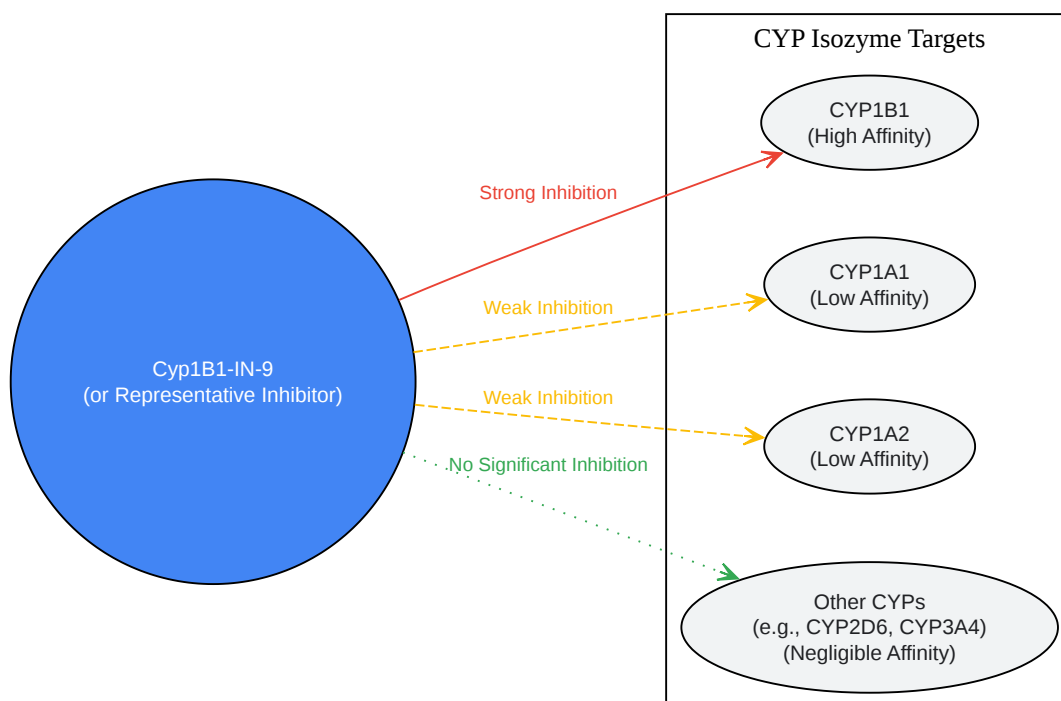 CYP Isozyme Targets
CYP1B1
(High Affinity)
Strong Inhibition
CYP1A1
(Low Affinity)
Weak Inhibition
Cyp1B1-IN-9
(or Representative Inhibitor)
Weak Inhibition
CYP1A2
(Low Affinity)
No Significant Inhibition
Other CYPs
(e.g., CYP2D6, CYP3A4)
(Negligible Affinity)